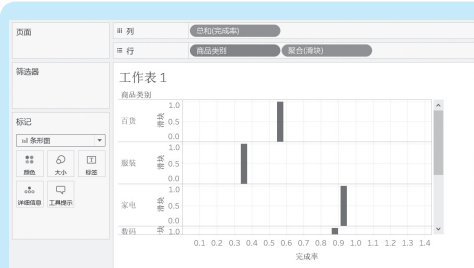 页面
iii 列 总和(完成率)
行 商品类别 聚合(滑块)
筛选器
工作表 1
商品类别
标记
条形图
颜色 大小 标签
详细信息 工具提示
百货 滑块 1.0 0.5 0.0
服装 滑块 1.0 0.5 0.0
家电 滑块 1.0 0.5 0.0
数码 1.0
0.1 0.2 0.3 0.4 0.5 0.6 0.7 0.8 0.9 1.0 1.1 1.2 1.3 1.4
完成率